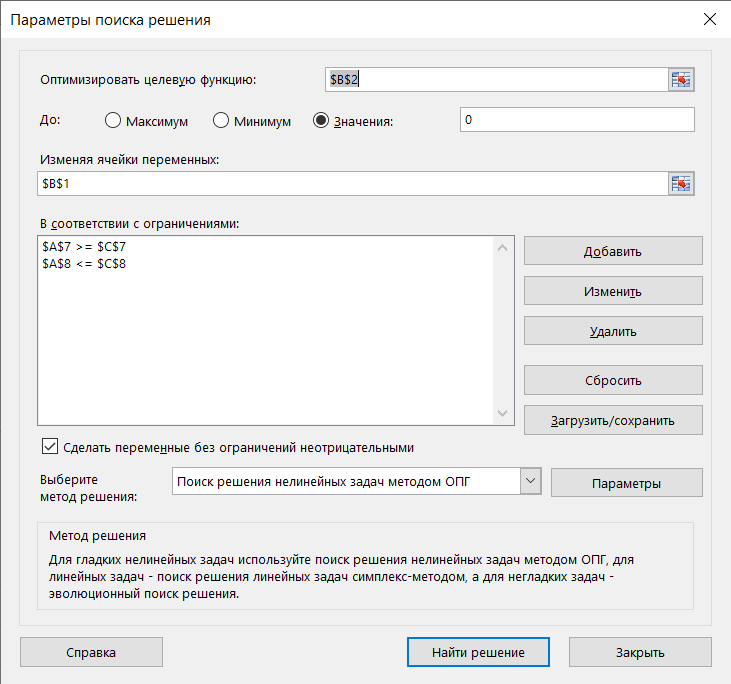 Параметры поиска решения
Оптимизировать целевую функцию: $B$2
До: Максимум Минимум Значения: 0
Изменяя ячейки переменных:
$B$1
В соответствии с ограничениями:
$A$7 >= $C$7
$A$8 <= $C$8
Добавить
Изменить
Удалить
Сбросить
Загрузить/сохранить
Сделать переменные без ограничений неотрицательными
Выберите
метод решения:
Поиск решения нелинейных задач методом ОПГ
Параметры
Метод решения
Для гладких нелинейных задач используйте поиск решения нелинейных задач методом ОПГ, для
линейных задач - поиск решения линейных задач симплекс-методом, а для негладких задач -
эволюционный поиск решения.
Справка Найти решение Закрыть